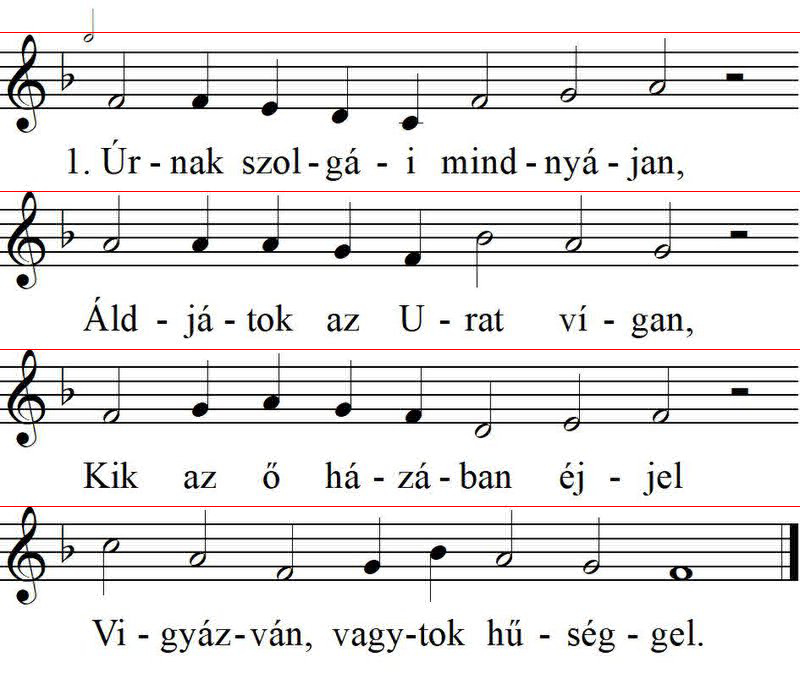 1. Úr - nak szol - gá - i mind - nyá - jan,
Áld - já - tok az U - rat ví - gan,
Kik az ő há - zá - ban éj - jel
Vi - gyáz - ván, vagy - tok hű - ség - gel.